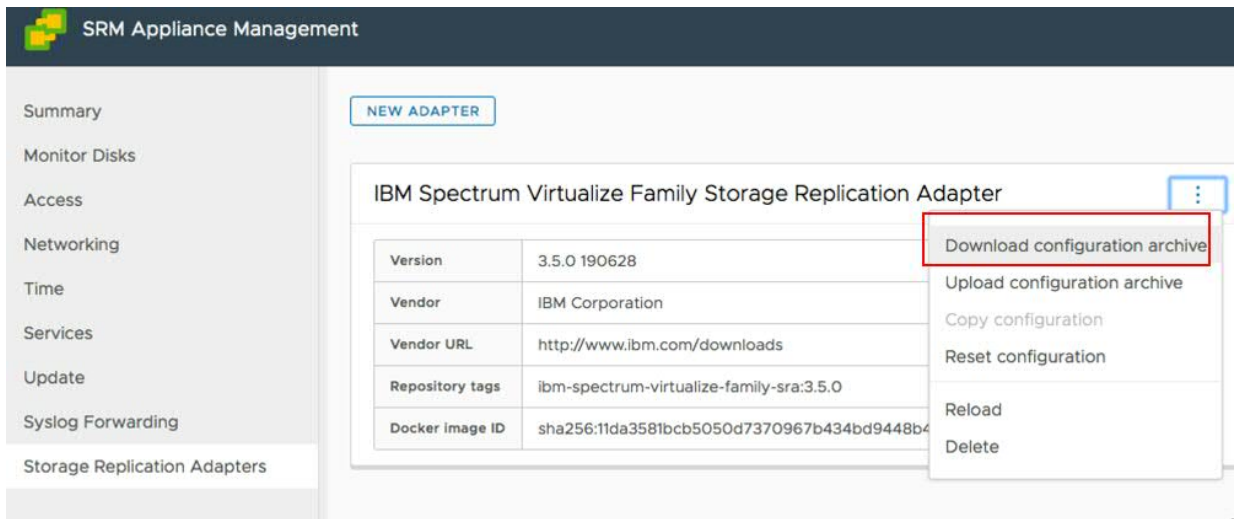 SRM Appliance Management
Summary
Monitor Disks
Access
Networking
Time
Services
Update
Syslog Forwarding
Storage Replication Adapters
NEW ADAPTER
IBM Spectrum Virtualize Family Storage Replication Adapter
Version 3.5.0 190628
Vendor IBM Corporation
Vendor URL http://www.ibm.com/downloads
Repository tags ibm-spectrum-virtualize-family-sra:3.5.0
Docker image ID sha256:11da3581bcb5050d7370967b434bd9448b4
Download configuration archive
Upload configuration archive
Copy configuration
Reset configuration
Reload
Delete